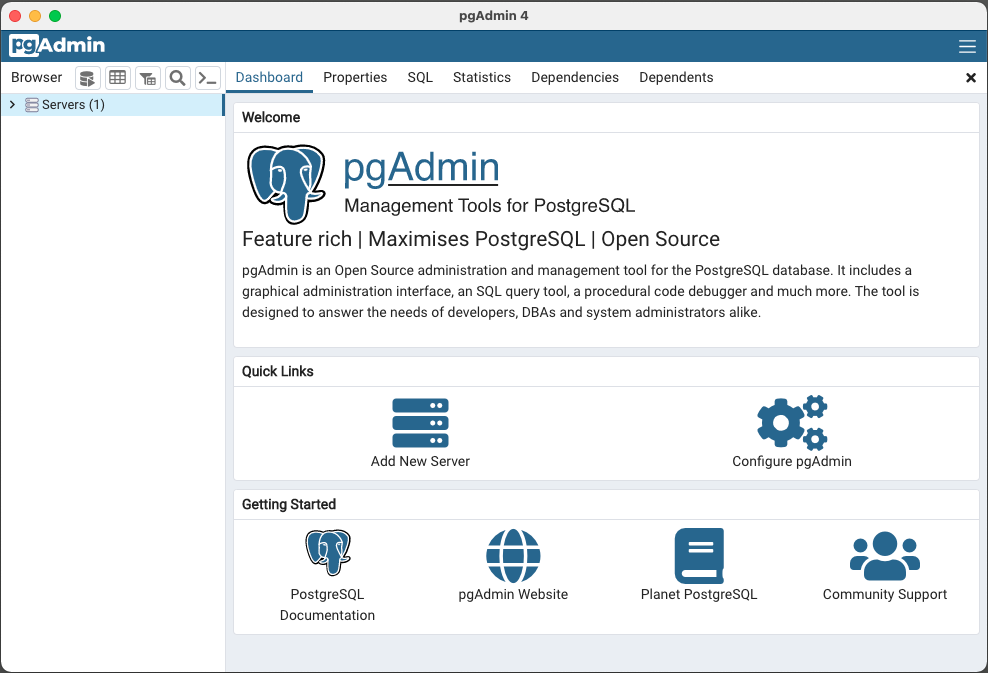 pgAdmin 4
pgAdmin
Browser
Dashboard Properties SQL Statistics Dependencies Dependents
Servers (1)
Welcome
pgAdmin
Management Tools for PostgreSQL
Feature rich | Maximises PostgreSQL | Open Source
pgAdmin is an Open Source administration and management tool for the PostgreSQL database. It includes a
graphical administration interface, an SQL query tool, a procedural code debugger and much more. The tool is
designed to answer the needs of developers, DBAs and system administrators alike.
Quick Links
Add New Server
Configure pgAdmin
Getting Started
PostgreSQL
Documentation
pgAdmin Website
Planet PostgreSQL
Community Support